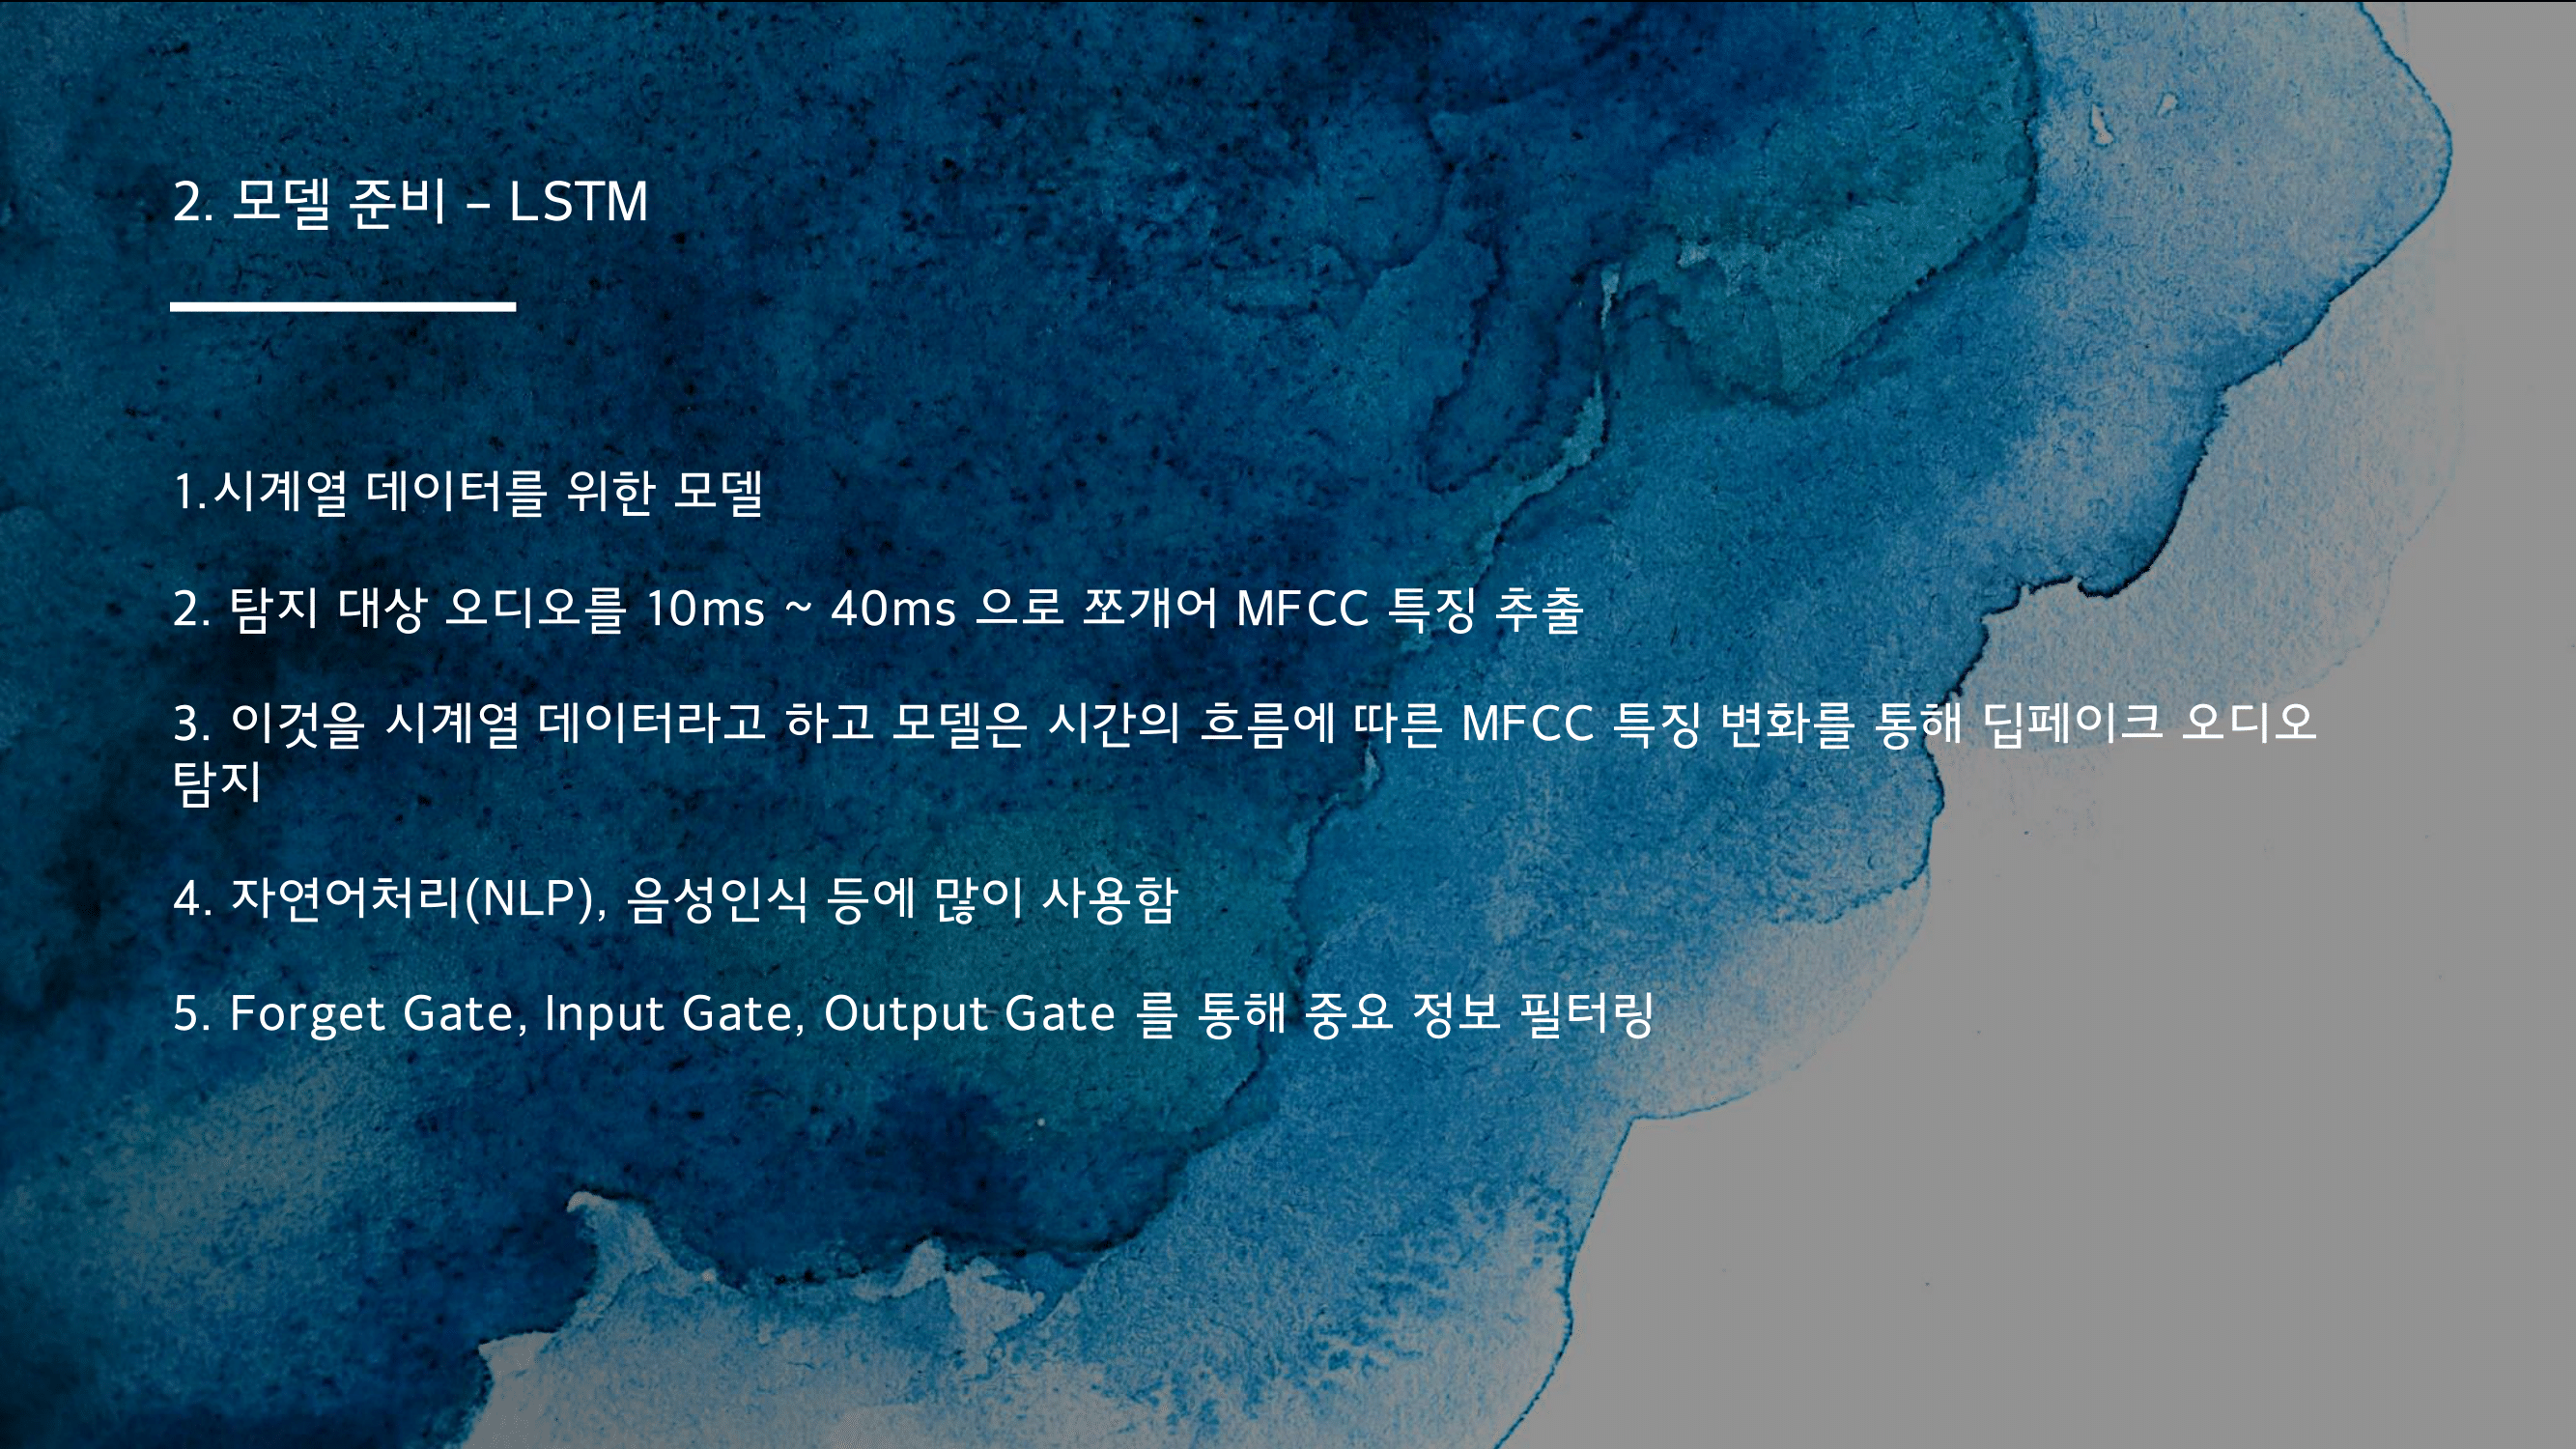 2. 모델 준비 – LSTM
1.시계열 데이터를 위한 모델
2. 탐지 대상 오디오를 10ms ~ 40ms 으로 쪼개어 MFCC 특징 추출
3. 이것을 시계열 데이터라고 하고 모델은 시간의 흐름에 따른 MFCC 특징 변화를 통해 딥페이크 오디오
탐지
4. 자연어처리(NLP), 음성인식 등에 많이 사용함
5. Forget Gate, Input Gate, Output Gate 를 통해 중요 정보 필터링